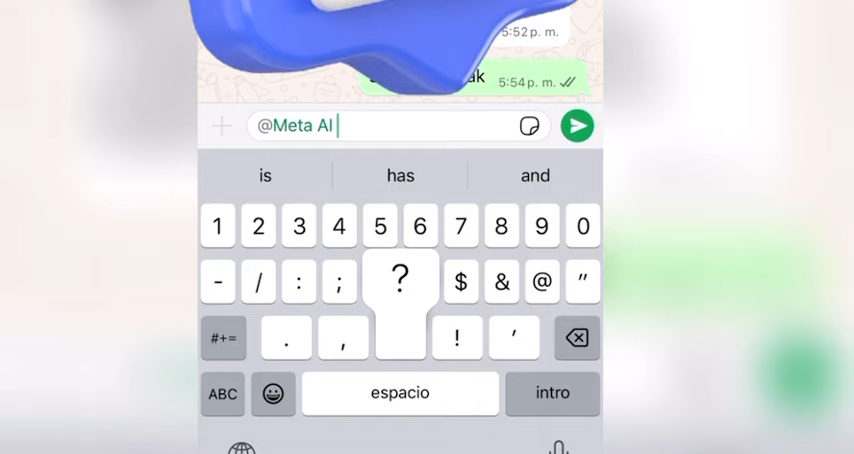 5:52 p. m.
5:54 p. m.
@Meta AI
is has and
1 2 3 4 5 6 7 8 9 0
- / : ; ? $ & @ "
#+= . , ! '
ABC espacio intro